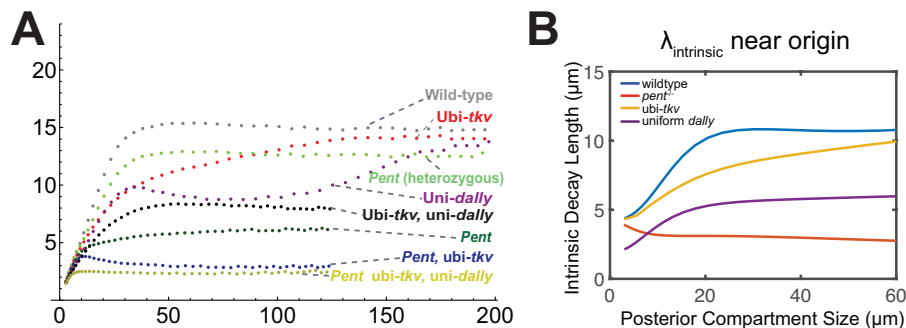 A
20
15
10
5
0
50
100
150
200
Wild-type
Ubi-tkv
Pent (heterozygous)
Uni-dally
Ubi-tkv, uni-dally
Pent
Pent, ubi-tkv
Pent ubi-tkv, uni-dally
B
λintrinsic near origin
Intrinsic Decay Length (μm)
15
10
5
0
0
20
40
60
Posterior Compartment Size (μm)
wildtype
pent-/-
ubi-tkv
uniform dally